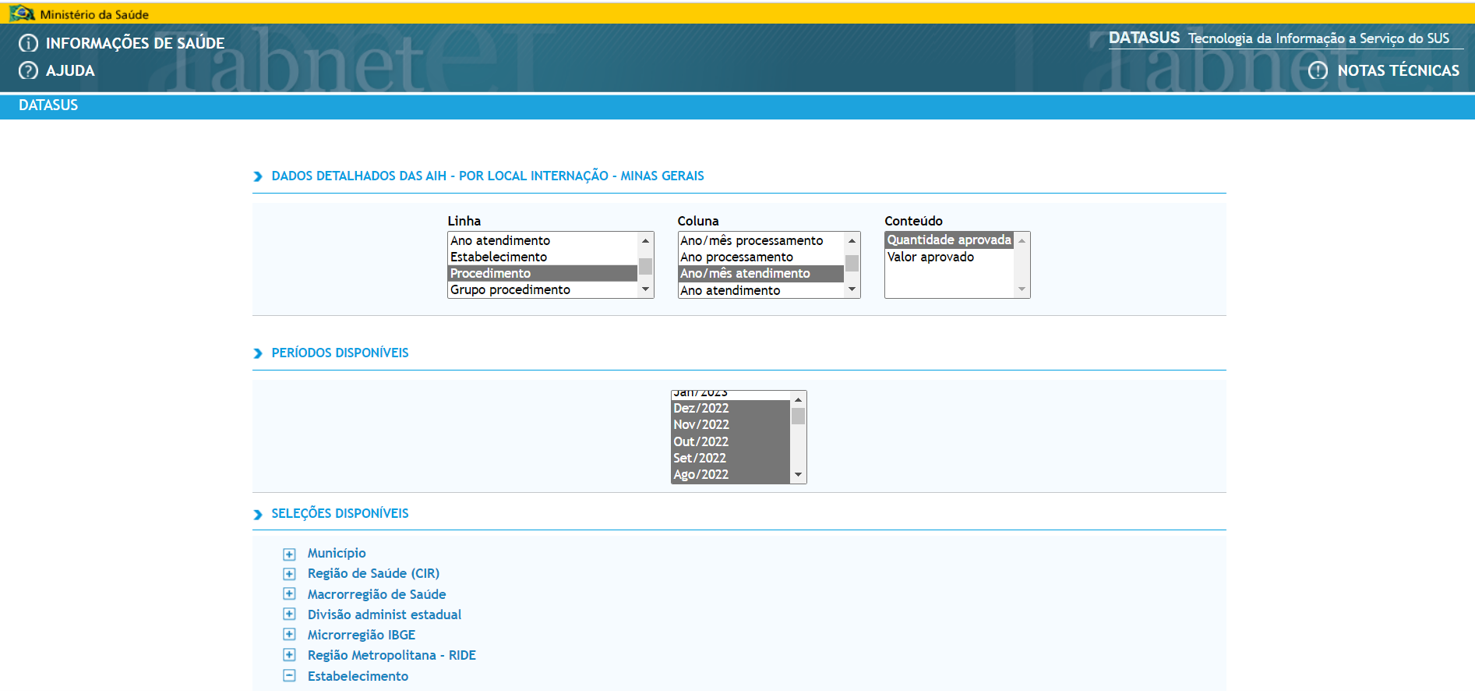 Ministério da Saúde
INFORMAÇÕES DE SAÚDE
AJUDA
Tabnet
DATASUS Tecnologia da Informação a Serviço do SUS
NOTAS TÉCNICAS
Tabnet
DATASUS
DADOS DETALHADOS DAS AIH - POR LOCAL INTERNAÇÃO - MINAS GERAIS
Linha
Ano atendimento
Estabelecimento
Procedimento
Grupo procedimento
Coluna
Ano/mês processamento
Ano processamento
Ano/mês atendimento
Ano atendimento
Conteúdo
Quantidade aprovada
Valor aprovado
PERÍODOS DISPONÍVEIS
Jan/2023
Dez/2022
Nov/2022
Out/2022
Set/2022
Ago/2022
SELEÇÕES DISPONÍVEIS
Município
Região de Saúde (CIR)
Macrorregião de Saúde
Divisão administ estadual
Microrregião IBGE
Região Metropolitana - RIDE
Estabelecimento